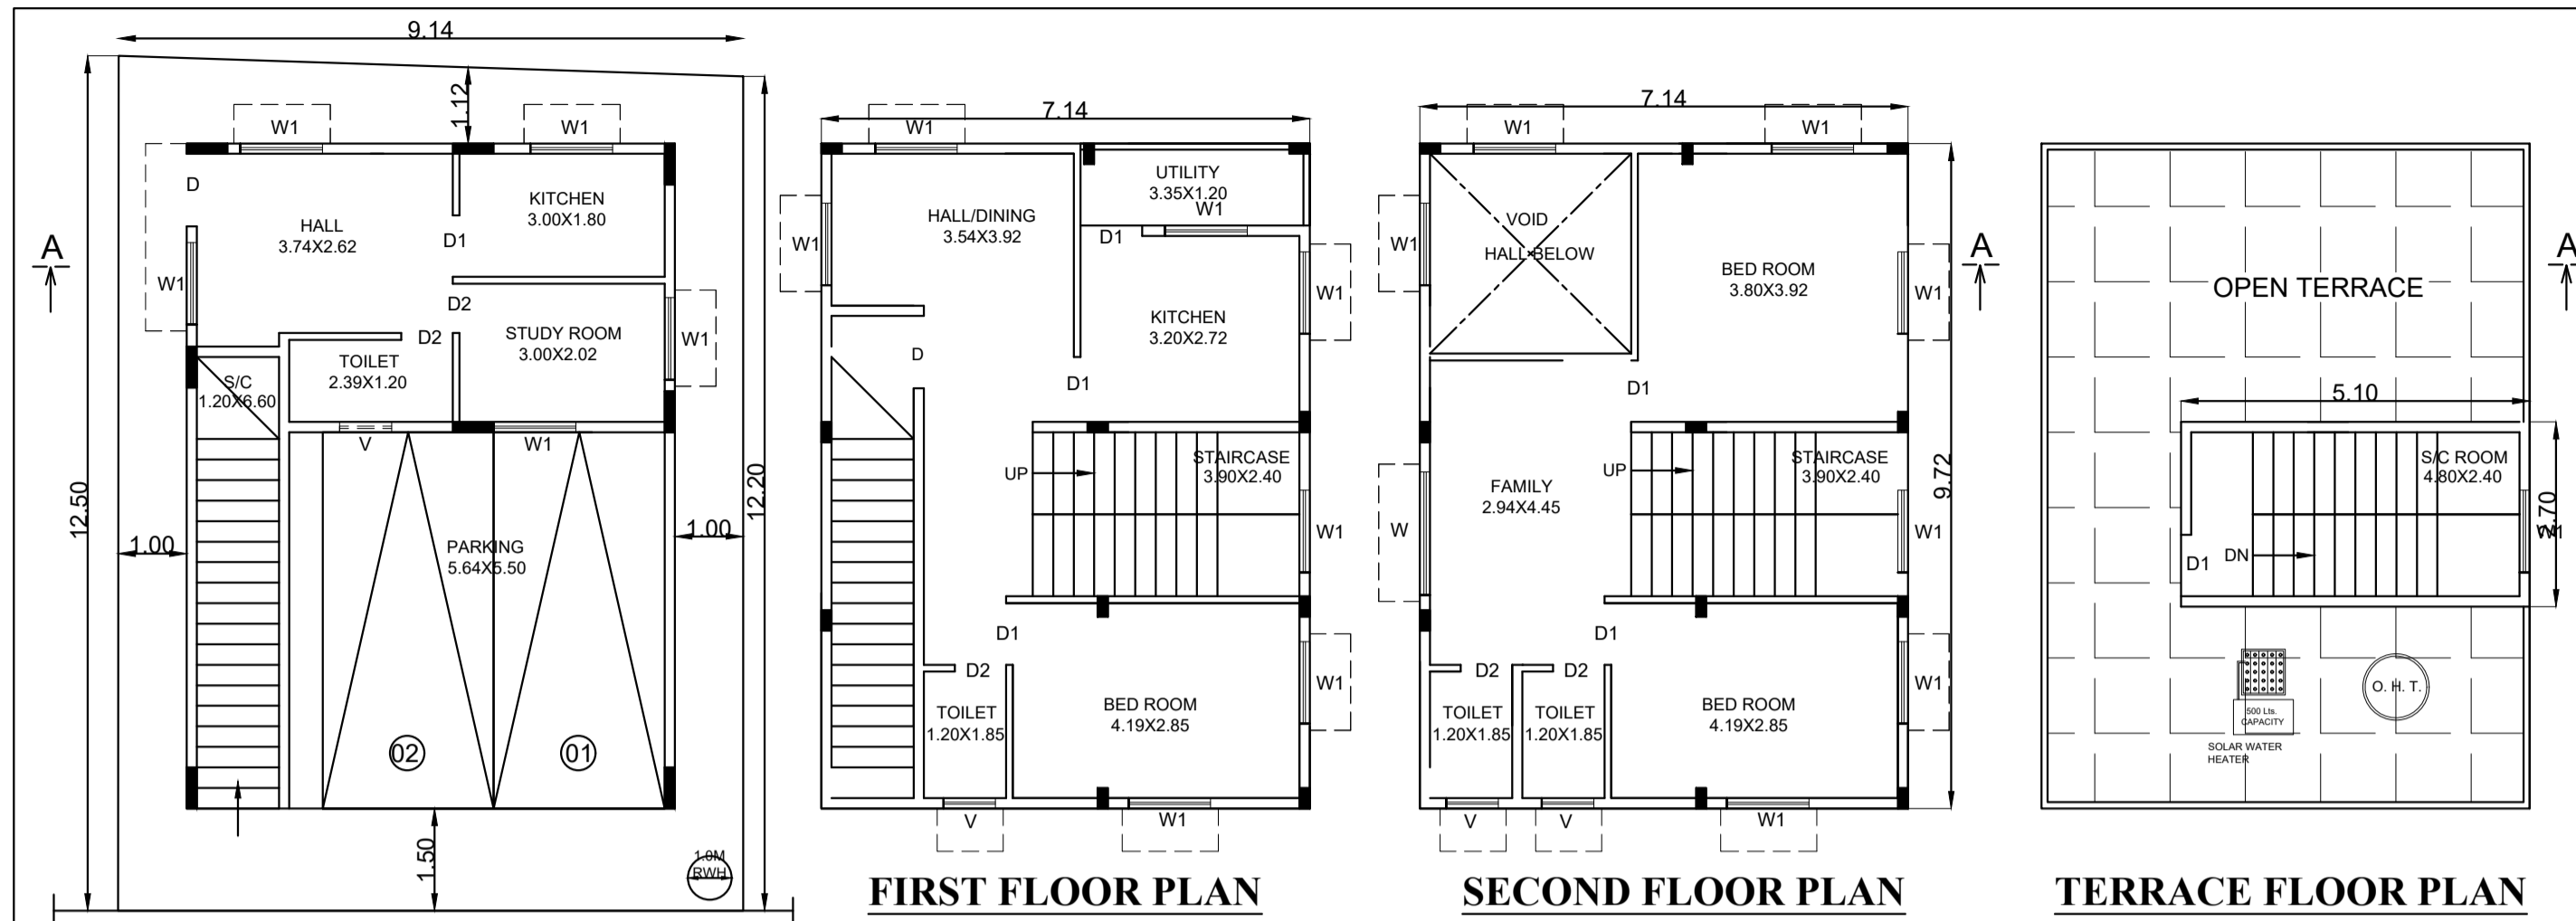 9.14
1.12
W1
W1
D
KITCHEN
3.00X1.80
HALL
3.74X2.62
D1
A
W1
D2
D2
STUDY ROOM
3.00X2.02
W1
TOILET
2.39X1.20
S/C
1.20X6.60
V
W1
12.50
12.20
1.00
1.00
PARKING
5.64X5.50
02
01
1.50
1.0M
RWH
7.14
W1
UTILITY
3.35X1.20
W1
HALL/DINING
3.54X3.92
D1
W1
W1
KITCHEN
3.20X2.72
D
D1
STAIRCASE
3.90X2.40
UP
W1
D1
D2
W1
TOILET
1.20X1.85
BED ROOM
4.19X2.85
V
W1
FIRST FLOOR PLAN
7.14
W1
W1
VOID
HALL BELOW
W1
BED ROOM
3.80X3.92
W1
A
D1
STAIRCASE
3.90X2.40
UP
FAMILY
2.94X4.45
9.72
W
W1
D1
D2
D2
W1
TOILET
1.20X1.85
TOILET
1.20X1.85
BED ROOM
4.19X2.85
V
V
W1
SECOND FLOOR PLAN
A
OPEN TERRACE
5.10
S/C ROOM
4.80X2.40
2.70
W1
DN
D1
O. H. T.
500 Lts.
CAPACITY
SOLAR WATER
HEATER
TERRACE FLOOR PLAN